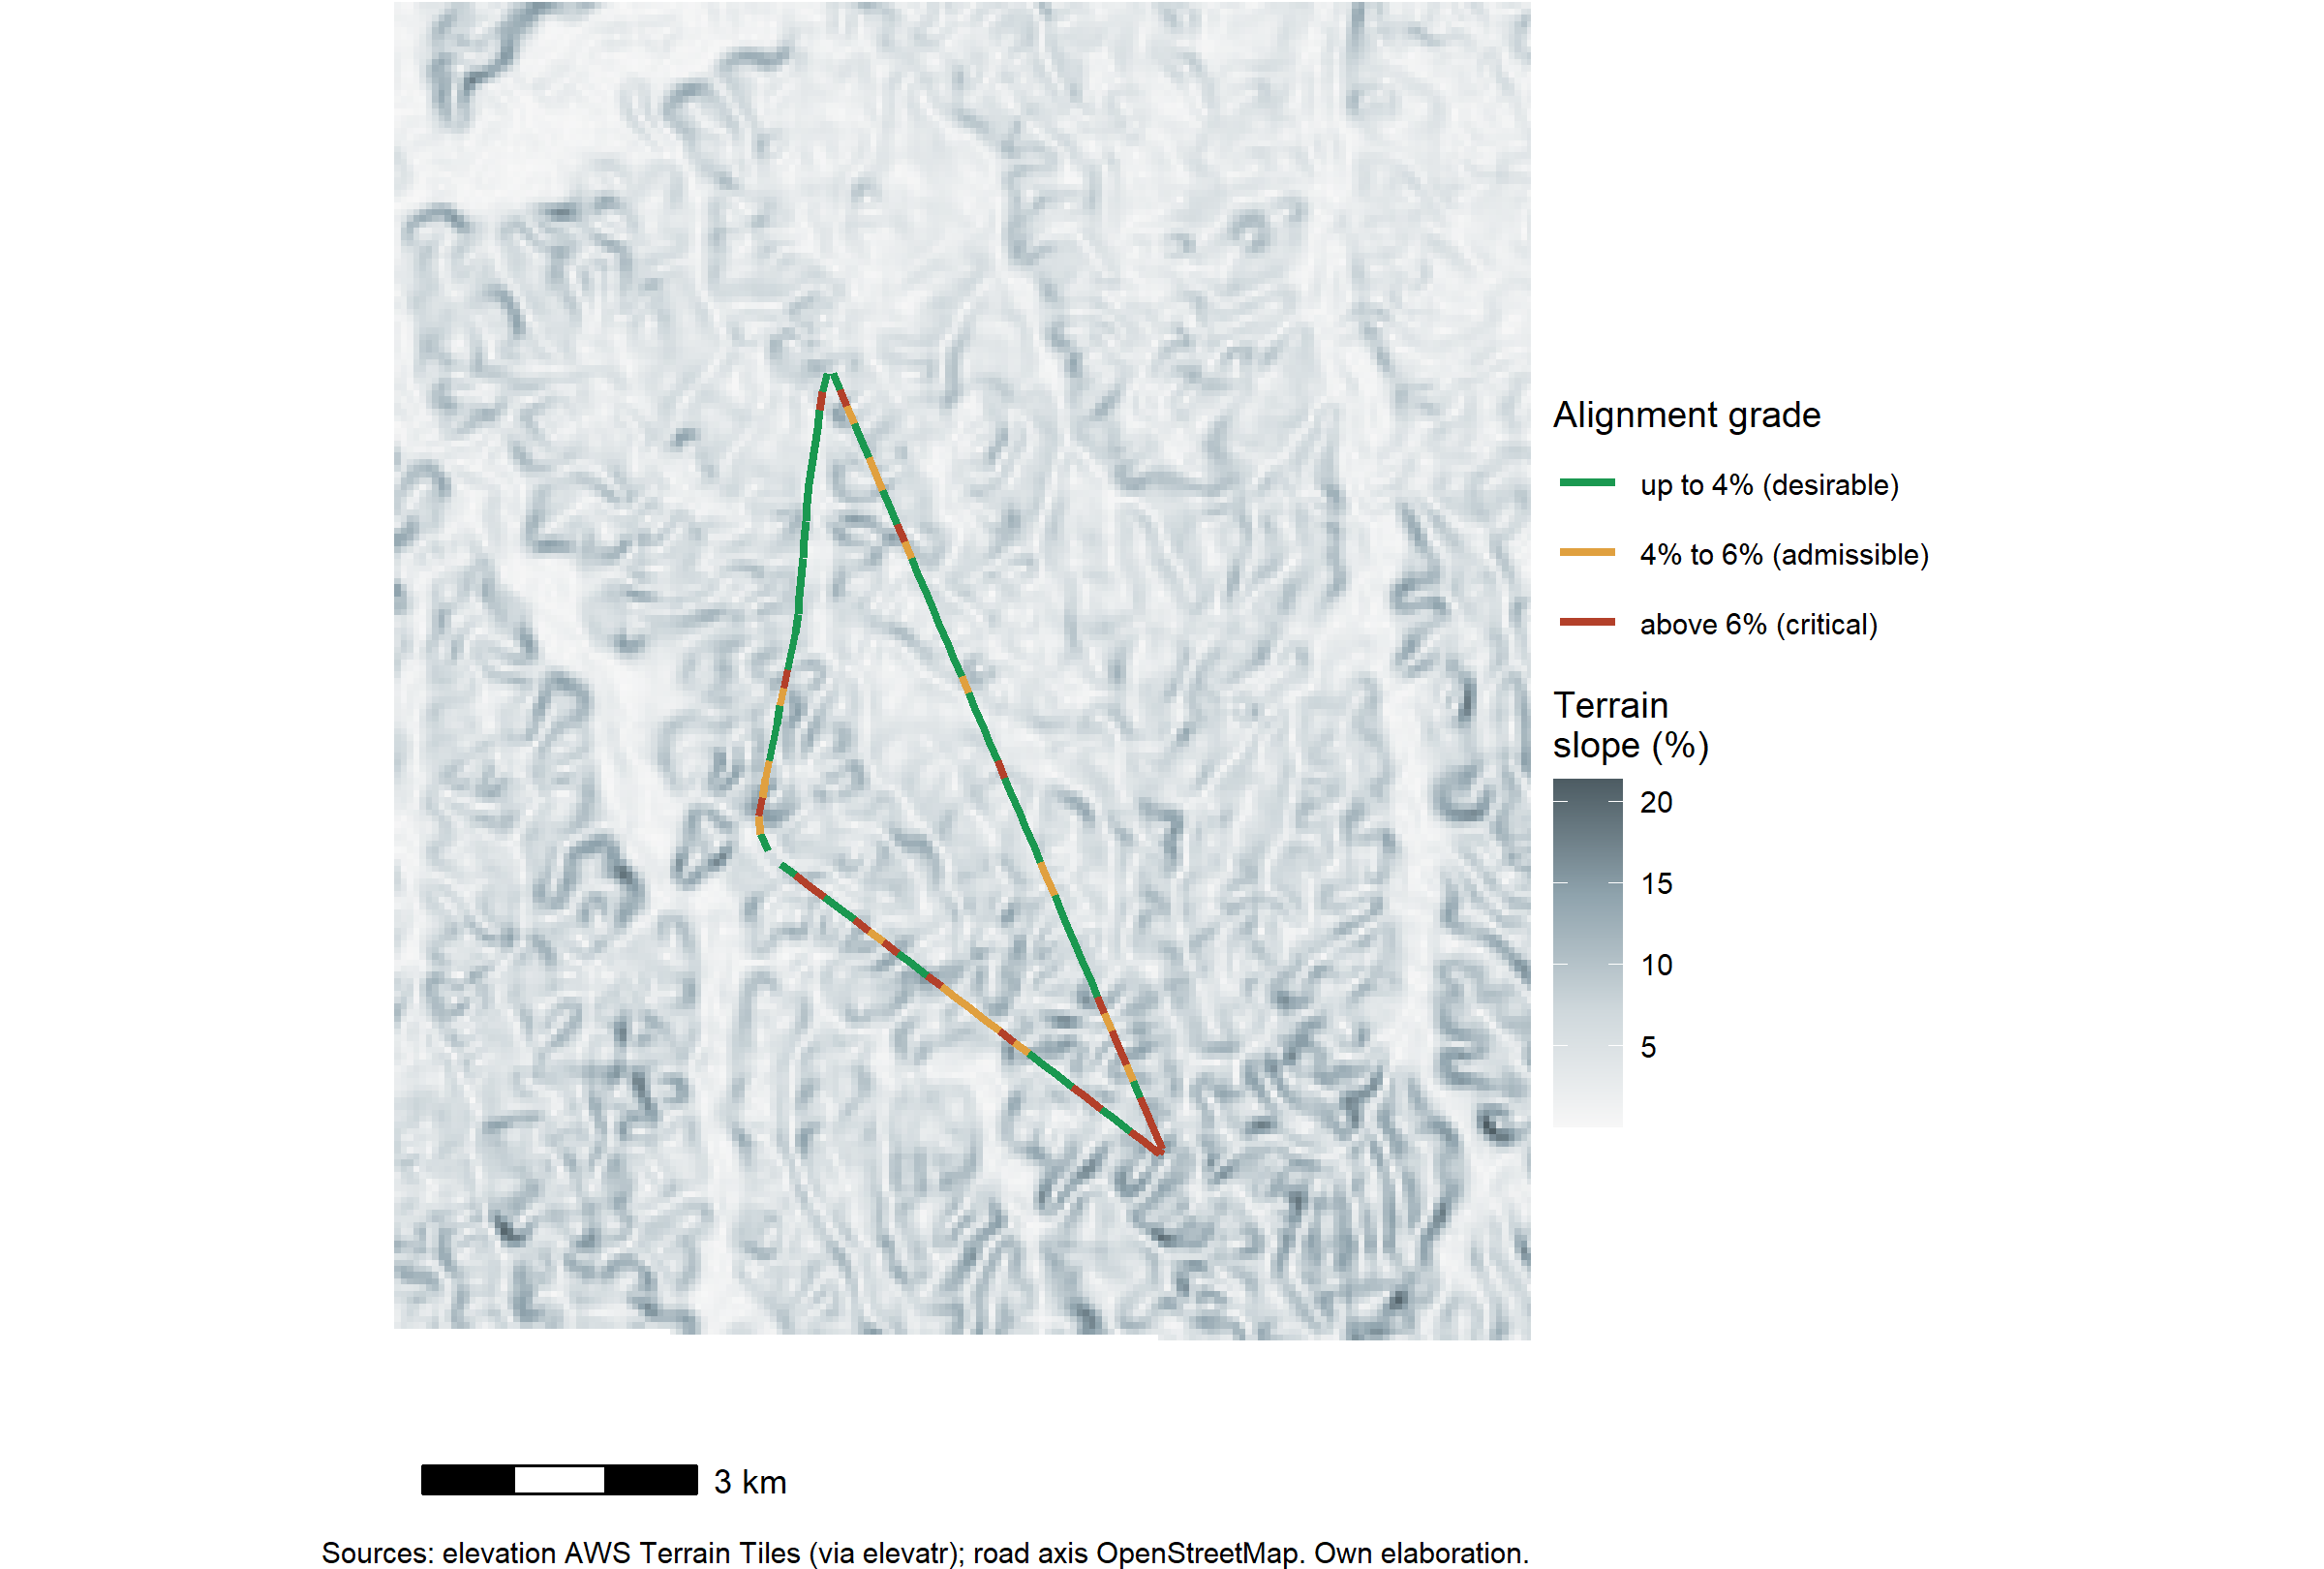 Alignment grade
up to 4% (desirable)
4% to 6% (admissible)
above 6% (critical)
Terrain
slope (%)
20
15
10
5
3 km
Sources: elevation AWS Terrain Tiles (via elevatr); road axis OpenStreetMap. Own elaboration.